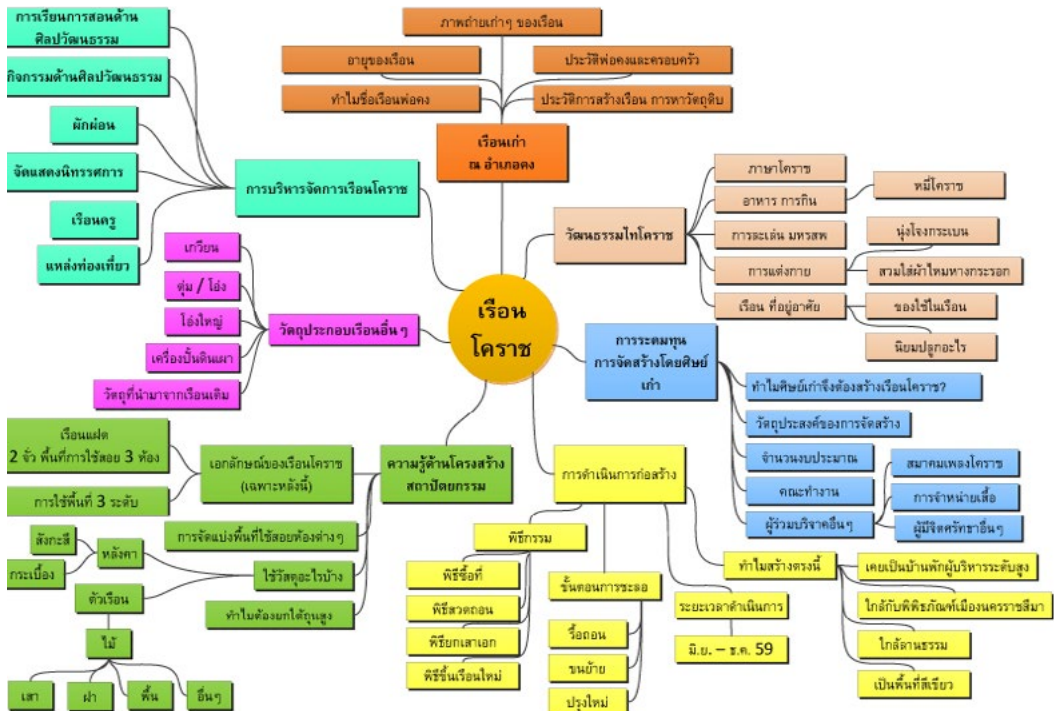 ภาพถ่ายเก่าๆ ของเรือน
อายุของเรือน
ประวัติพ่อคงและครอบครัว
ทำไมชื่อเรือนพ่อคง
ประวัติการสร้างเรือน การหาวัตถุดิบ
เรือนเก่า
ณ อำเภอคง
การเรียนการสอนด้าน
ศิลปวัฒนธรรม
กิจกรรมด้านศิลปวัฒนธรรม
ผักผ่อน
จัดแสดงนิทรรศการ
เรือนครู
แหล่งท่องเที่ยว
การบริหารจัดการเรือนโคราช
วัฒนธรรมไทโคราช
ภาษาโคราช
อาหาร การกิน
หมี่โคราช
การละเล่น มหรสพ
การแต่งกาย
นุ่งโจงกระเบน
สวมใส่ผ้าไหมหางกระรอก
เรือน ที่อยู่อาศัย
ของใช้ในเรือน
นิยมปลูกอะไร
เรือน
โคราช
เกวียน
ตุ่ม / โอ่ง
โอ่งใหญ่
เครื่องปั้นดินเผา
วัตถุที่นำมาจากเรือนเดิม
วัตถุประกอบเรือนอื่นๆ
การระดมทุน
การจัดสร้างโดยศิษย์
เก่า
ทำไมศิษย์เก่าจึงต้องสร้างเรือนโคราช?
วัตถุประสงค์ของการจัดสร้าง
จำนวนงบประมาณ
คณะทำงาน
ผู้ร่วมบริจาคอื่นๆ
สมาคมเพลงโคราช
การจำหน่ายเสื้อ
ผู้มีจิตศรัทธาอื่นๆ
ความรู้ด้านโครงสร้าง
สถาปัตยกรรม
เอกลักษณ์ของเรือนโคราช
(เฉพาะหลังนี้)
เรือนแฝด
2 จั่ว พื้นที่การใช้สอย 3 ห้อง
การใช้พื้นที่ 3 ระดับ
การจัดแบ่งพื้นที่ใช้สอยห้องต่างๆ
ใช้วัสดุอะไรบ้าง
หลังคา
สังกะสี
กระเบื้อง
ตัวเรือน
ไม้
เสา
ฝา
พื้น
อื่นๆ
ทำไมต้องยกใต้ถุนสูง
การดำเนินการก่อสร้าง
พิธีกรรม
พิธีซื้อที่
พิธีสวดถอน
พิธียกเสาเอก
พิธีขึ้นเรือนใหม่
ขั้นตอนการชะลอ
รื้อถอน
ขนย้าย
ปรุงใหม่
ระยะเวลาดำเนินการ
มิ.ย. – ธ.ค. 59
ทำไมสร้างตรงนี้
เคยเป็นบ้านพักผู้บริหารระดับสูง
ใกล้กับพิพิธภัณฑ์เมืองนครราชสีมา
ใกล้ลานธรรม
เป็นพื้นที่สีเขียว